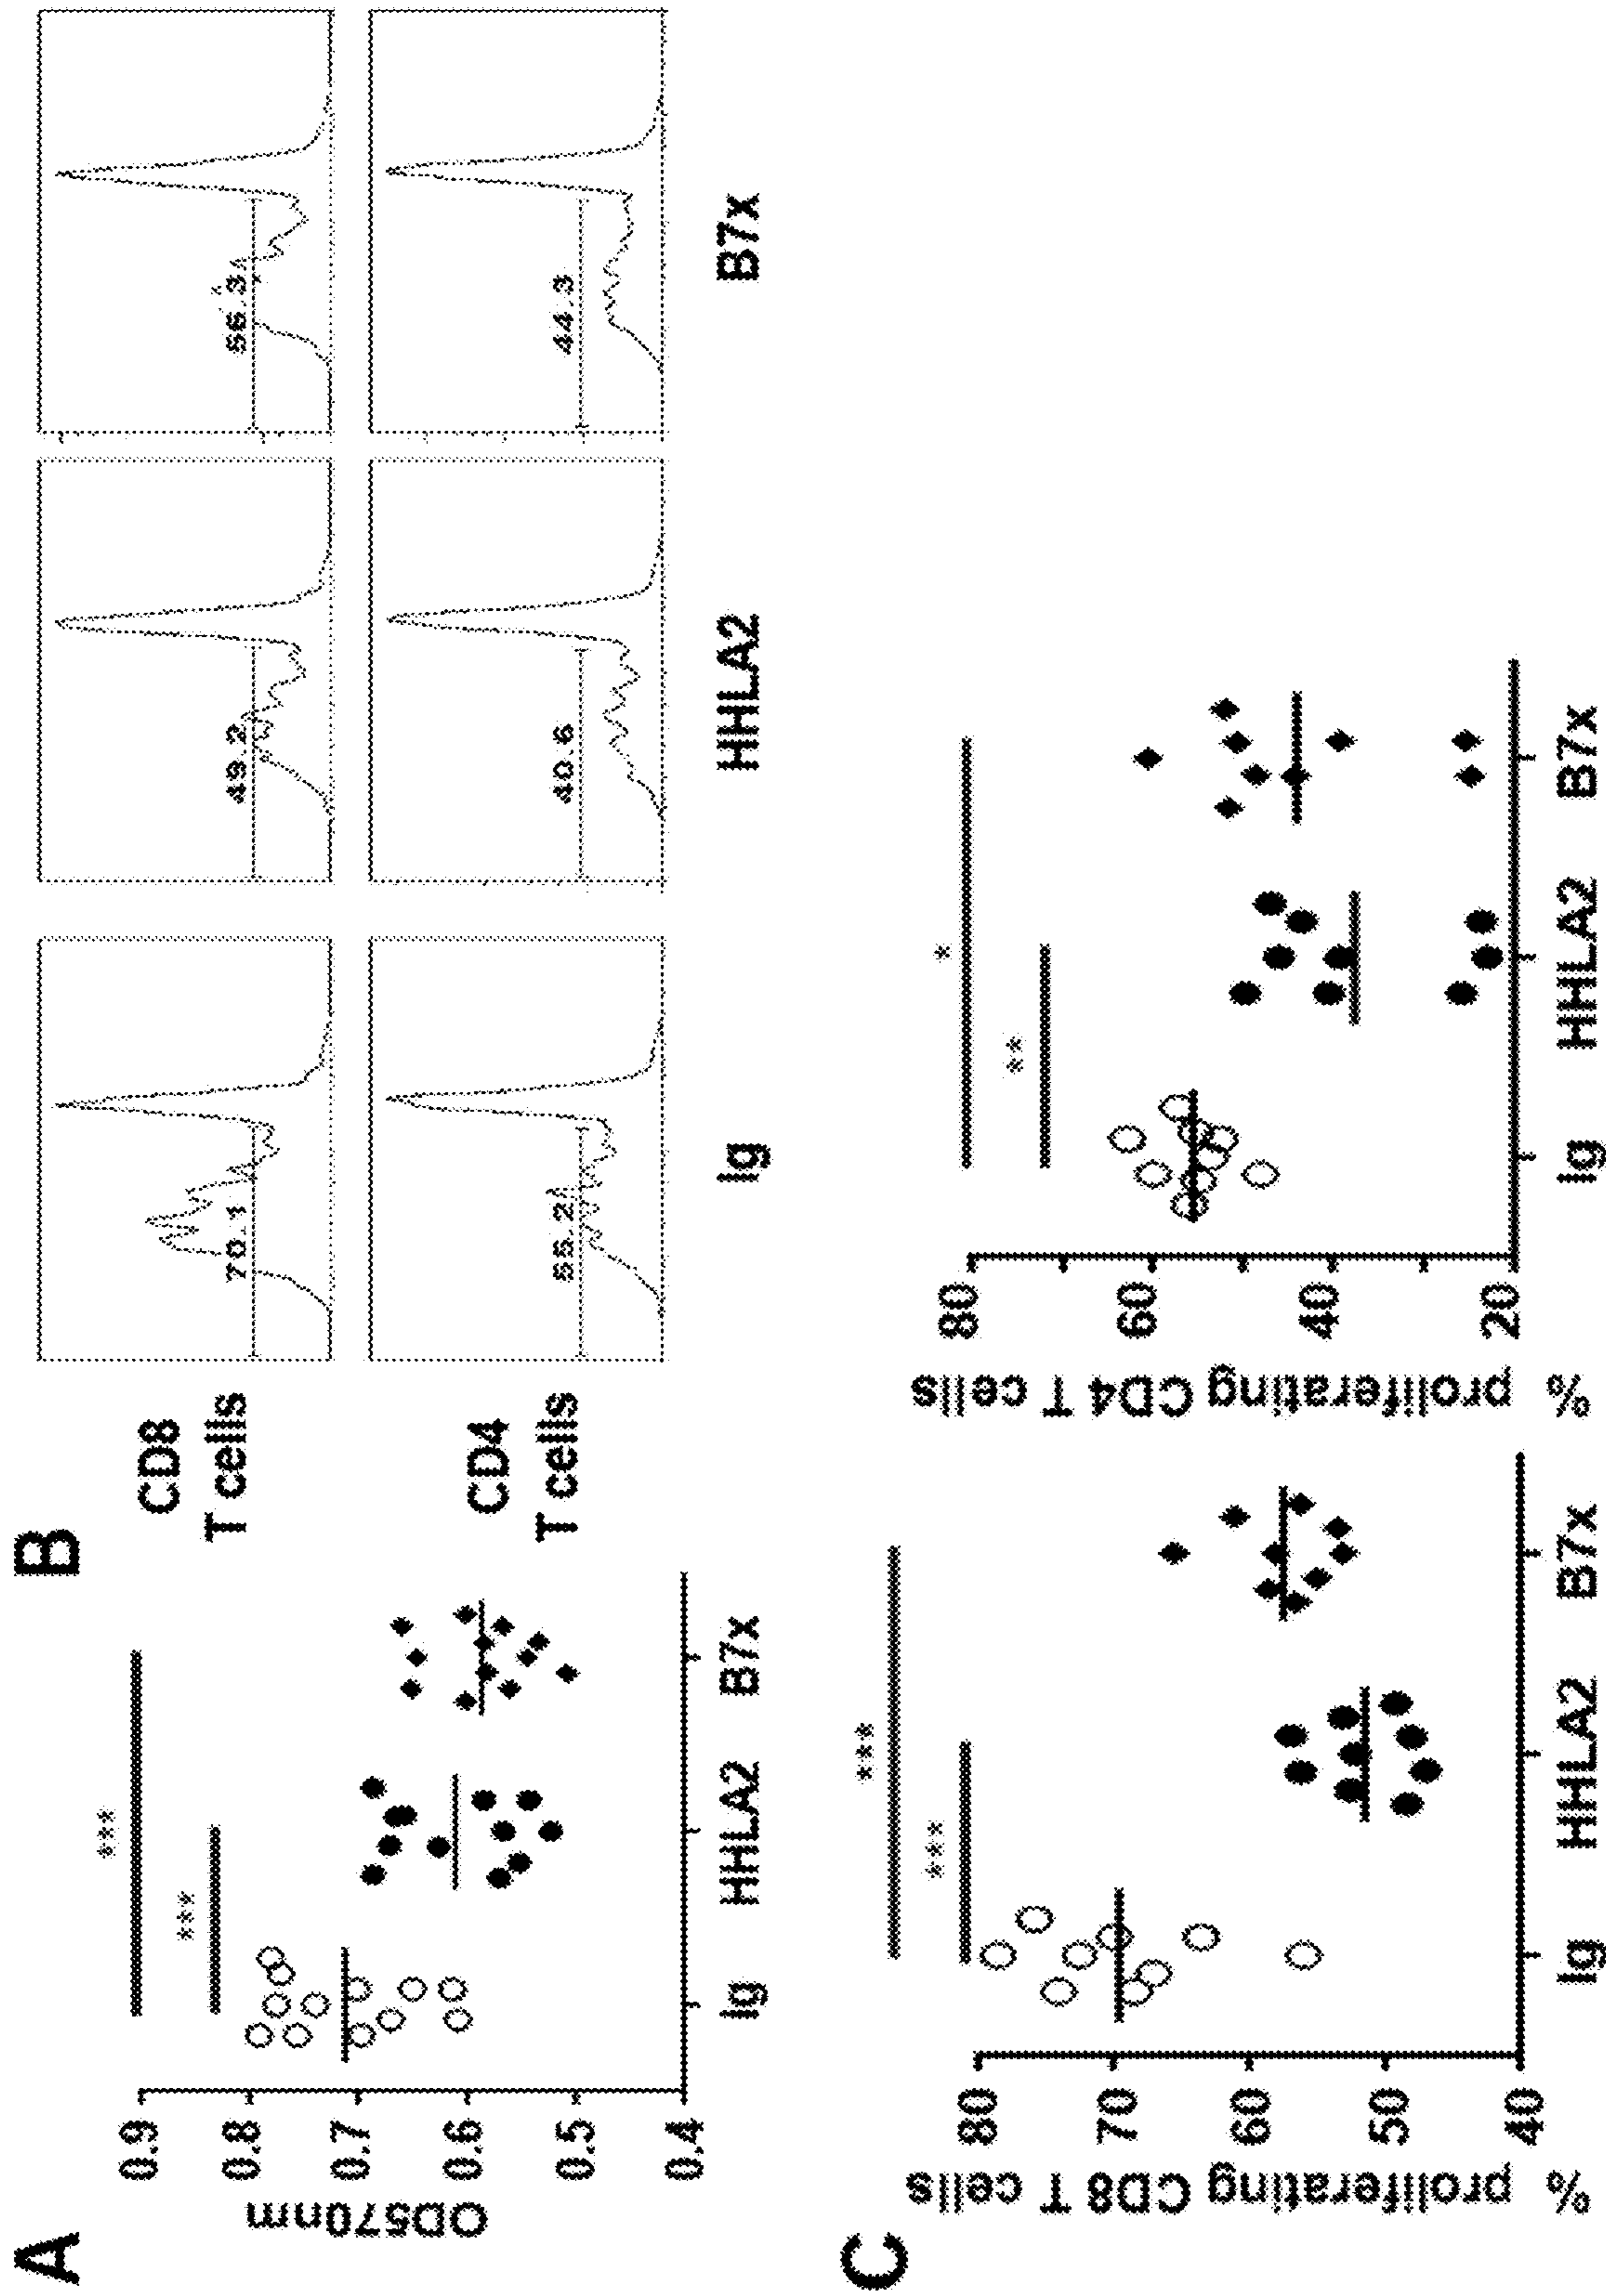 A
OD570nm
0.9
0.8
0.7
0.6
0.5
0.4
***
***
Ig
HHLA2
B7x
B
CD8
T cells
70.1
49.2
56.3
CD4
T cells
55.2
40.6
44.3
Ig
HHLA2
B7x
C
% proliferating CD8 T cells
80
70
60
50
40
***
***
Ig
HHLA2
B7x
% proliferating CD4 T cells
80
60
40
20
*
**
Ig
HHLA2
B7x